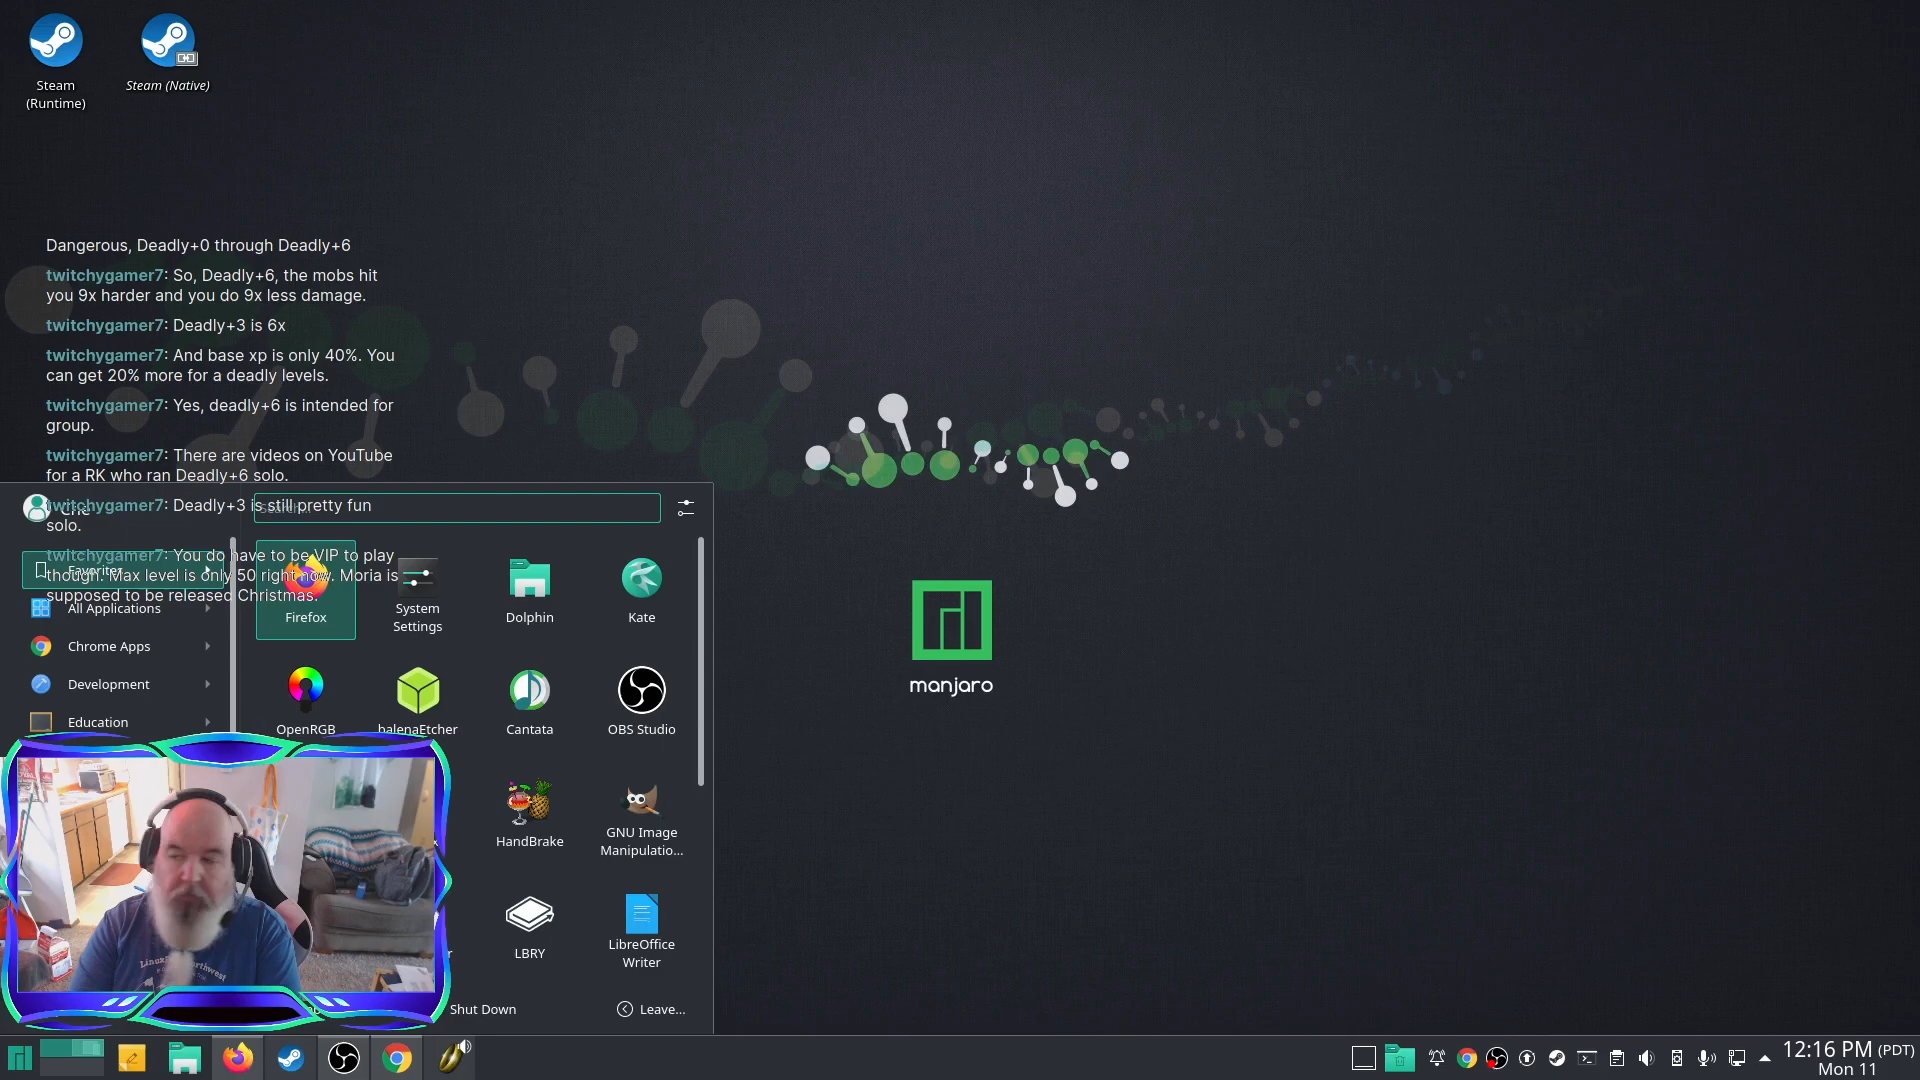 Steam
(Runtime)
Steam (Native)
Dangerous, Deadly+0 through Deadly+6
twitchygamer7: So, Deadly+6, the mobs hit
you 9x harder and you do 9x less damage.
twitchygamer7: Deadly+3 is 6x
twitchygamer7: And base xp is only 40%. You
can get 20% more for a deadly levels.
twitchygamer7: Yes, deadly+6 is intended for
group.
twitchygamer7: There are videos on YouTube
for a RK who ran Deadly+6 solo.
twitchygamer7: Deadly+3 is still pretty fun
solo.
twitchygamer7: You do have to be VIP to play
though. Max level is only 50 right now. Moria is
supposed to be released Christmas.
Search...
Favorites
All Applications
Chrome Apps
Development
Education
Firefox
System
Settings
Dolphin
Kate
OpenRGB
balenaEtcher
Cantata
OBS Studio
HandBrake
GNU Image
Manipulatio...
LBRY
LibreOffice
Writer
Shut Down
Leave...
manjaro
12:16 PM (PDT)
Mon 11